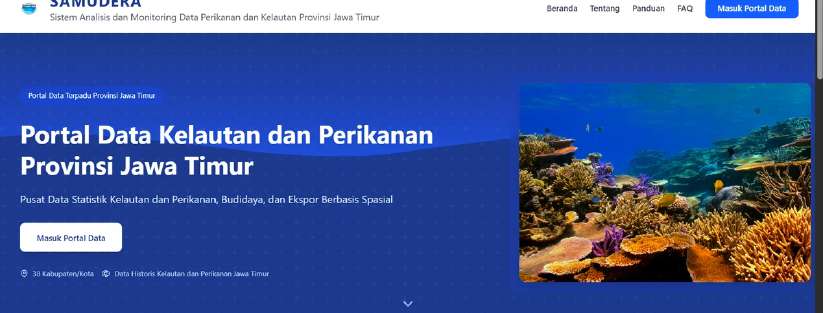 SAMUDERA
Sistem Analisis dan Monitoring Data Perikanan dan Kelautan Provinsi Jawa Timur
Beranda Tentang Panduan FAQ Masuk Portal Data
Portal Data Terpadu Provinsi Jawa Timur
Portal Data Kelautan dan Perikanan
Provinsi Jawa Timur
Pusat Data Statistik Kelautan dan Perikanan, Budidaya, dan Ekspor Berbasis Spasial
Masuk Portal Data
38 Kabupaten/Kota Data Historis Kelautan dan Perikanan Jawa Timur